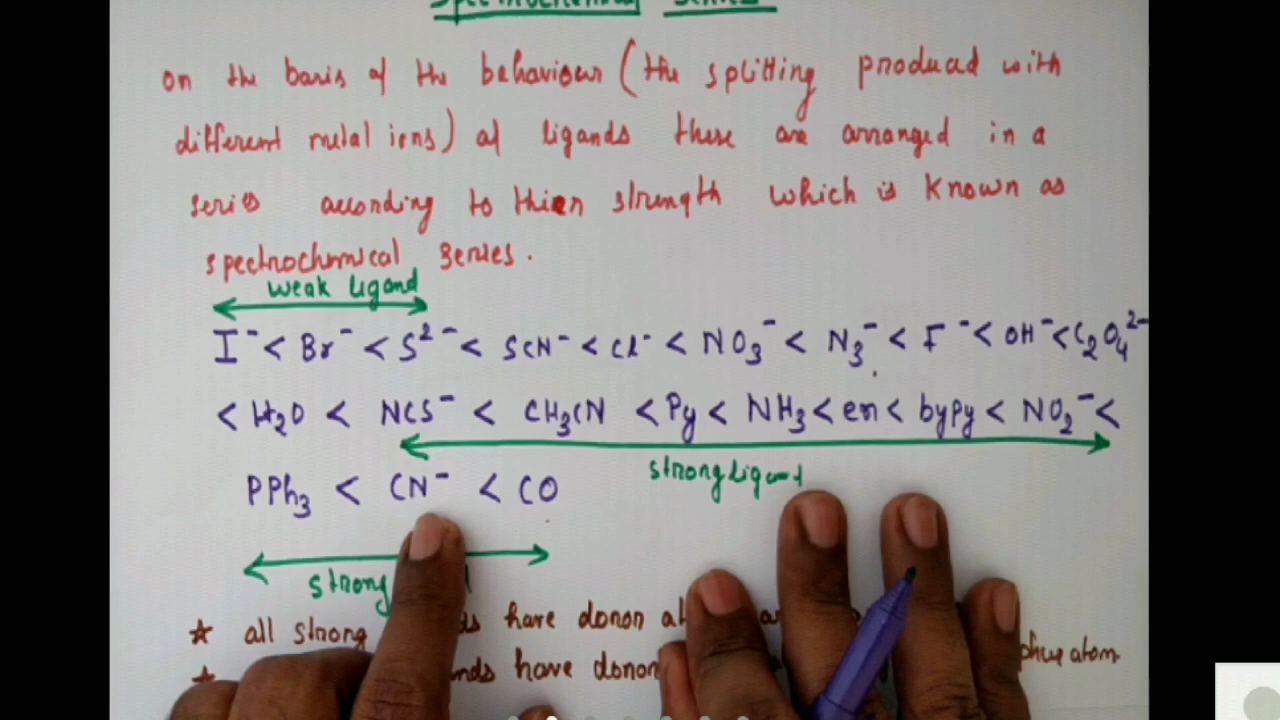 Spectrochemical Series
on the basis of the behaviour (the splitting produced with
different metal ions) of ligands these are arranged in a
series according to thier strength which is known as
spectrochemical series.
weak ligand
I⁻ < Br⁻ < S²⁻ < SCN⁻ < Cl⁻ < NO₃⁻ < N₃⁻ < F⁻ < OH⁻ < C₂O₄²⁻
< H₂O < NCS⁻ < CH₃CN < Py < NH₃ < en < bypy < NO₂⁻ <
strong ligand
PPh₃ < CN⁻ < CO
strong
★ all strong have donor
★ have donor atom